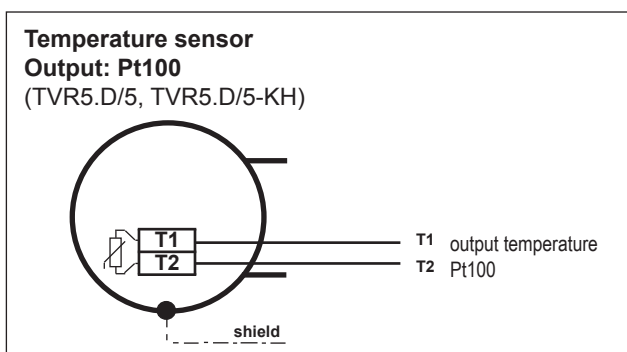 Temperature sensor
Output: Pt100
(TVR5.D/5, TVR5.D/5-KH)
T1
T2
T1 output temperature
T2 Pt100
shield